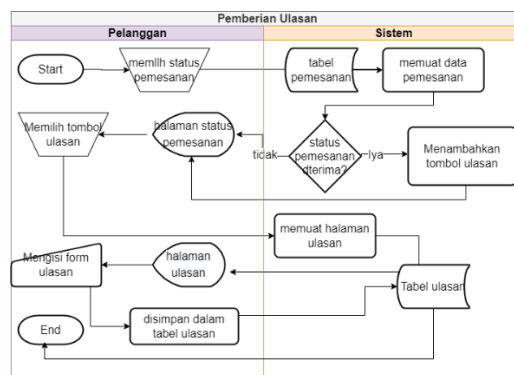 Pemberian Ulasan
Pelanggan
Sistem
Start
memlih status
pemesanan
tabel
pemesanan
memuat data
pemesanan
Memilih tombol
ulasan
halaman status
pemesanan
tidak
status
pemesanan
dterima?
Iya
Menambahkan
tombol ulasan
memuat halaman
ulasan
Mengisi form
ulasan
halaman
ulasan
Tabel ulasan
disimpan dalam
tabel ulasan
End